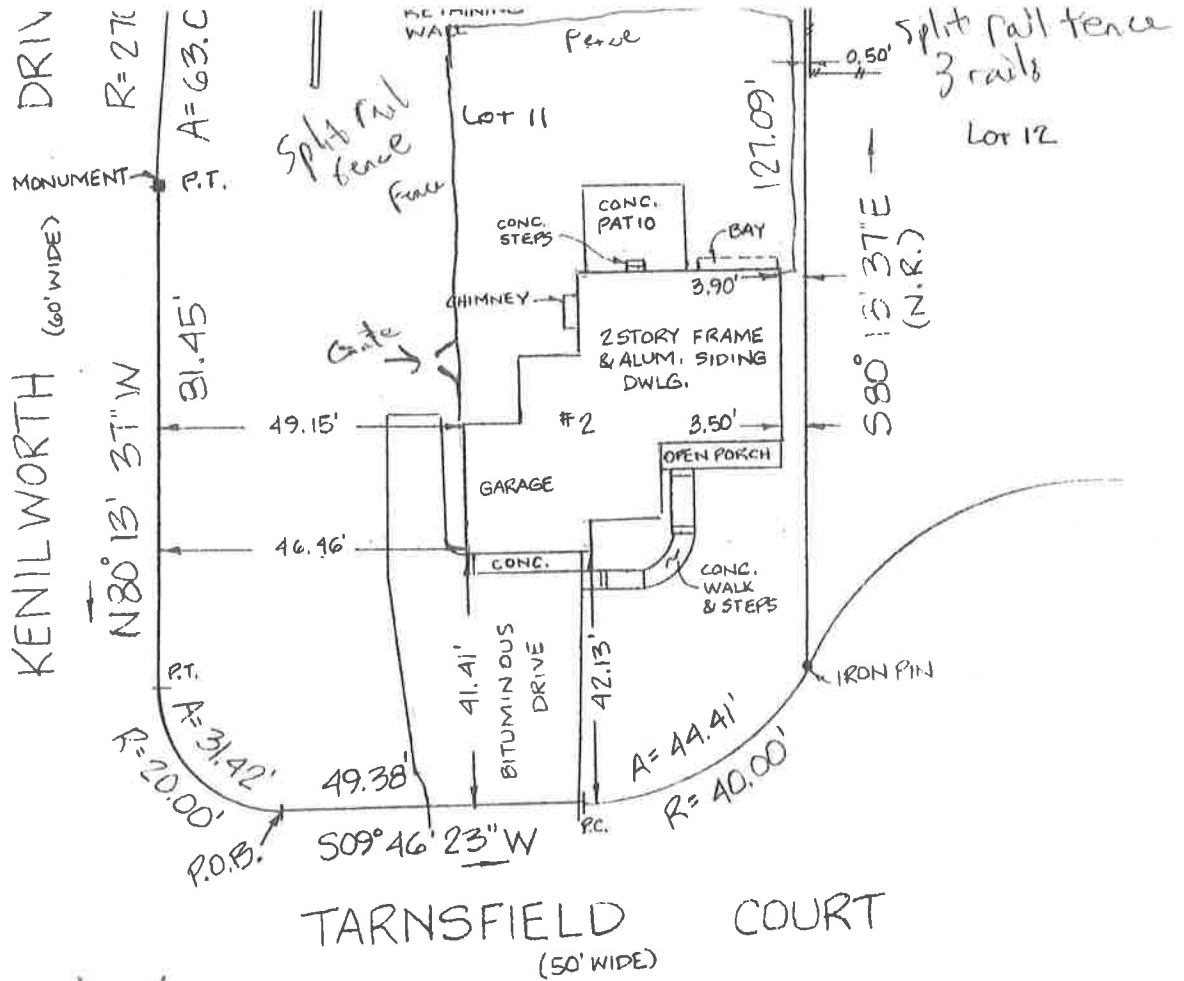 KENILWORTH DRIV
(60' WIDE)
R=270
A=63.0
RETAINING
WALL
Fence
Split rail fence
3 rails
0.50'
Lot 12
Lot 11
Split rail
fence
Fence
127.09'
MONUMENT
P.T.
CONC.
PATIO
CONC.
STEPS
BAY
3.90'
CHIMNEY
2 STORY FRAME
& ALUM. SIDING
DWLG.
Gate
31.45'
N80° 13' 37" W
49.15'
#2
3.50'
OPEN PORCH
GARAGE
S80° 37" E
(N.R.)
46.46'
CONC.
CONC.
WALK
& STEPS
41.41'
BITUMINOUS
DRIVE
42.13'
IRON PIN
P.T.
A=31.42'
R=20.00'
49.38'
A=44.41'
R=40.00'
P.C.
P.O.B.
S09° 46' 23" W
TARNSFIELD COURT
(50' WIDE)